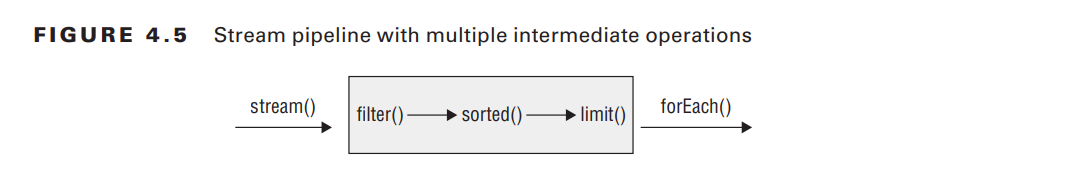 FIGURE 4.5 Stream pipeline with multiple intermediate operations
stream() filter() sorted() limit() forEach()